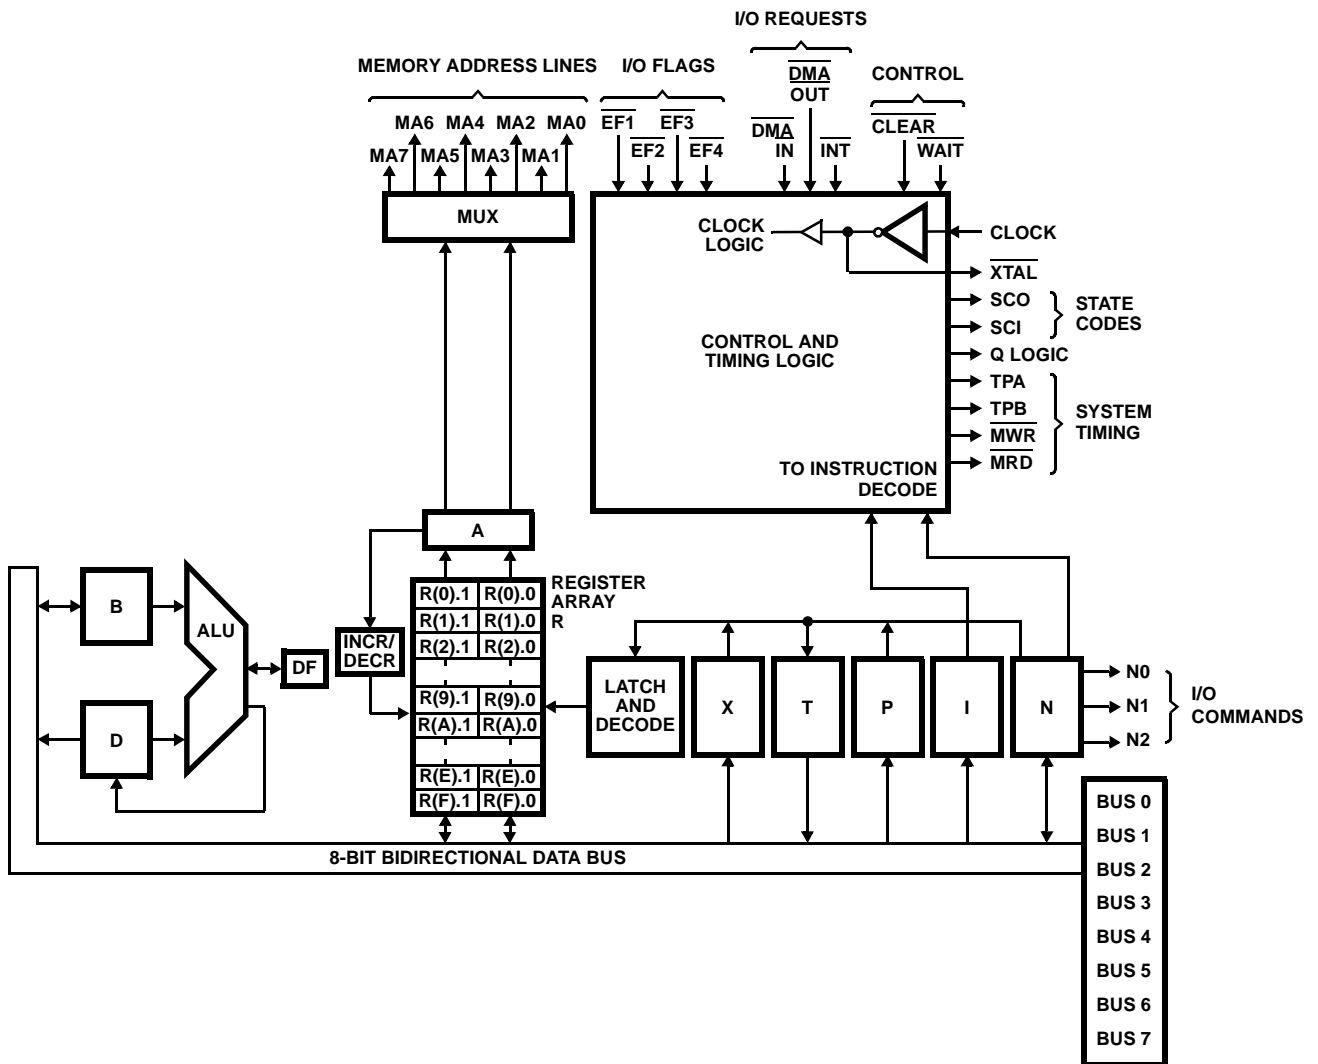 I/O REQUESTS
MEMORY ADDRESS LINES
I/O FLAGS
DMA
OUT
CONTROL
MA6 MA4 MA2 MA0
EF1 EF3
DMA
IN
CLEAR
MA7 MA5 MA3 MA1
EF2 EF4
INT
WAIT
MUX
CLOCK
LOGIC
CLOCK
XTAL
SCO
SCI
STATE
CODES
CONTROL AND
TIMING LOGIC
Q LOGIC
TPA
TPB
MWR
MRD
SYSTEM
TIMING
TO INSTRUCTION
DECODE
A
REGISTER
ARRAY
R
R(0).1 R(0).0
R(1).1 R(1).0
R(2).1 R(2).0
R(9).1 R(9).0
R(A).1 R(A).0
R(E).1 R(E).0
R(F).1 R(F).0
B
ALU
D
DF
INCR/
DECR
LATCH
AND
DECODE
X
T
P
I
N
N0
N1
N2
I/O
COMMANDS
8-BIT BIDIRECTIONAL DATA BUS
BUS 0
BUS 1
BUS 2
BUS 3
BUS 4
BUS 5
BUS 6
BUS 7